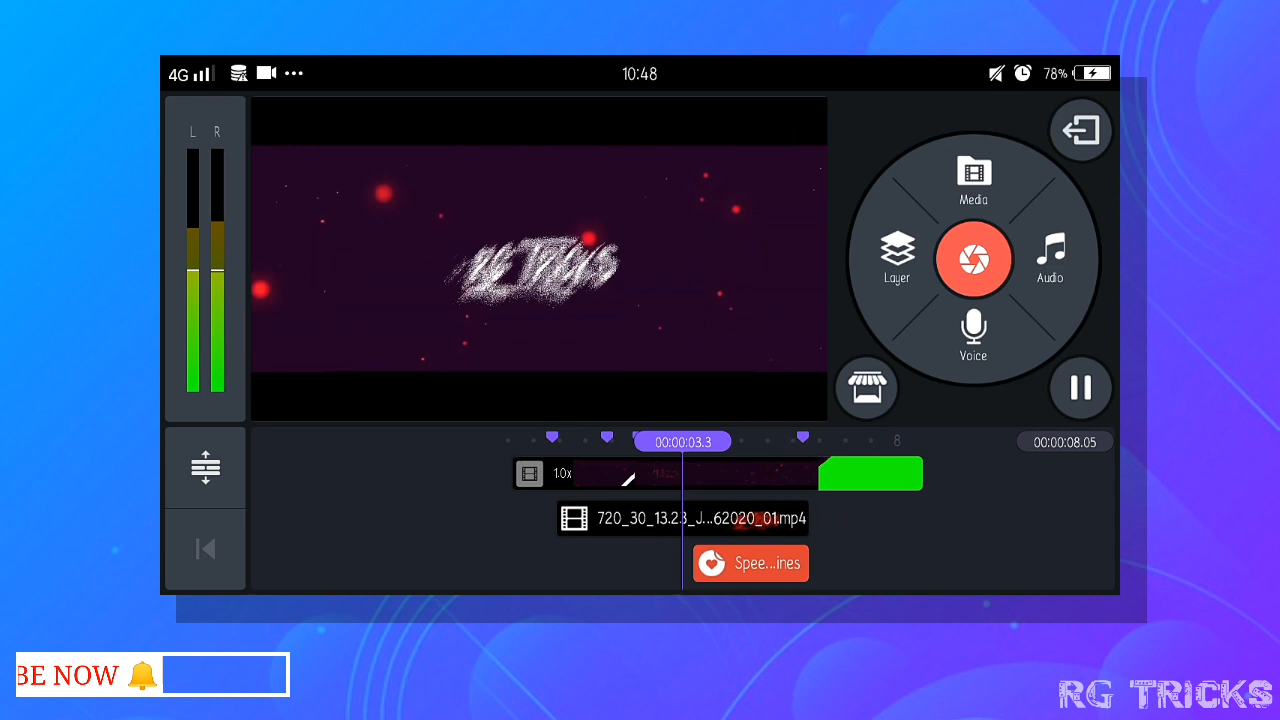 4G
10:48
78%
L R
Media
Layer
Audio
Voice
00:00:03.3
8
00:00:08.05
1.0x
720_30_13.23_J...62020_01.mp4
Spee...ines
BE NOW
RG TRICKS